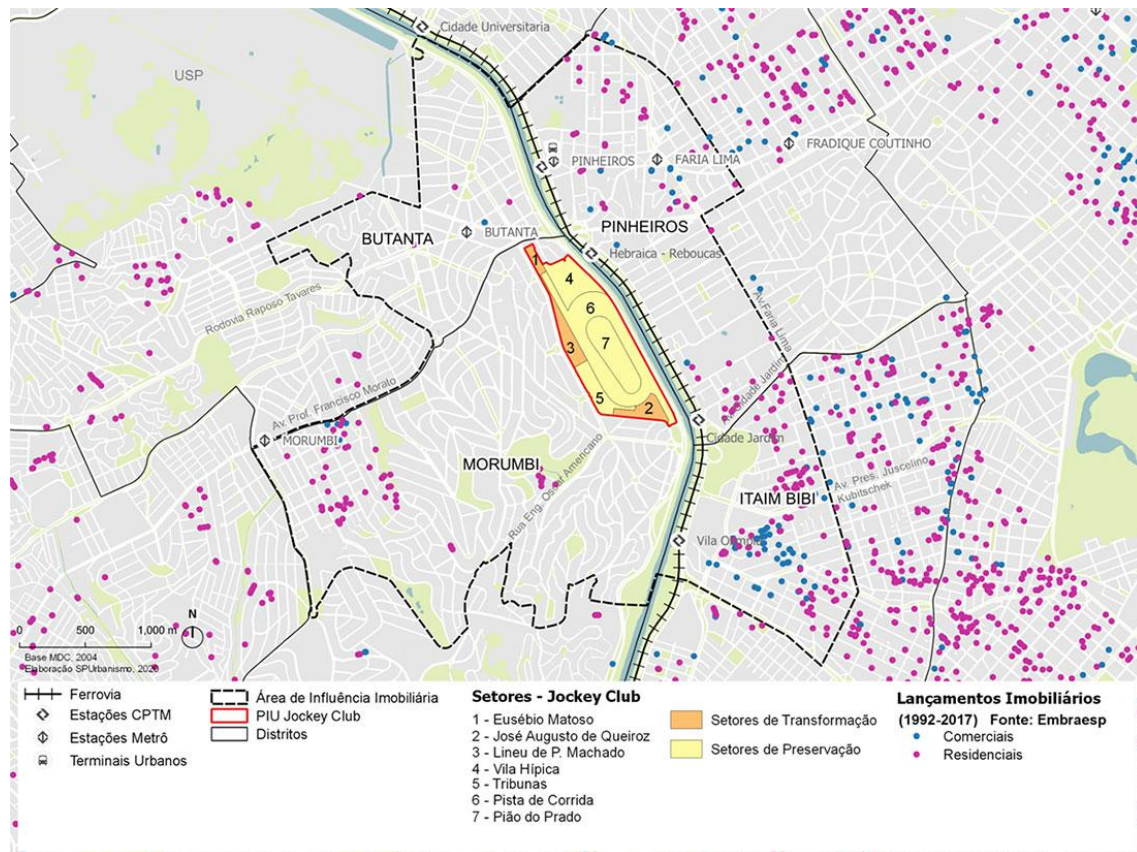 Cidade Universitaria
USP
PINHEIROS
FARIA LIMA
FRADIQUE COUTINHO
BUTANTA
BUTANTA
PINHEIROS
Hebraica - Reboucas
1
4
6
7
3
5
2
Rodovia Raposo Tavares
Av. Faria Lima
Av. Cidade Jardim
Av. Prof. Francisco Morato
MORUMBI
MORUMBI
Rua Eng. Oscar Americano
Cidade Jardim
ITAIM BIBI
Av. Pres. Juscelino
Kubitschek
Vila Olimpia
N
0 500 1,000 m
Base MDC, 2004
Elaboração SPUrbanismo, 2020
Ferrovia
Estações CPTM
Estações Metrô
Terminais Urbanos
Área de Influência Imobiliária
PIU Jockey Club
Distritos
Setores - Jockey Club
1 - Eusébio Matoso
2 - José Augusto de Queiroz
3 - Lineu de P. Machado
4 - Vila Hípica
5 - Tribunas
6 - Pista de Corrida
7 - Pião do Prado
Setores de Transformação
Setores de Preservação
Lançamentos Imobiliários
(1992-2017) Fonte: Embraesp
Comerciais
Residenciais